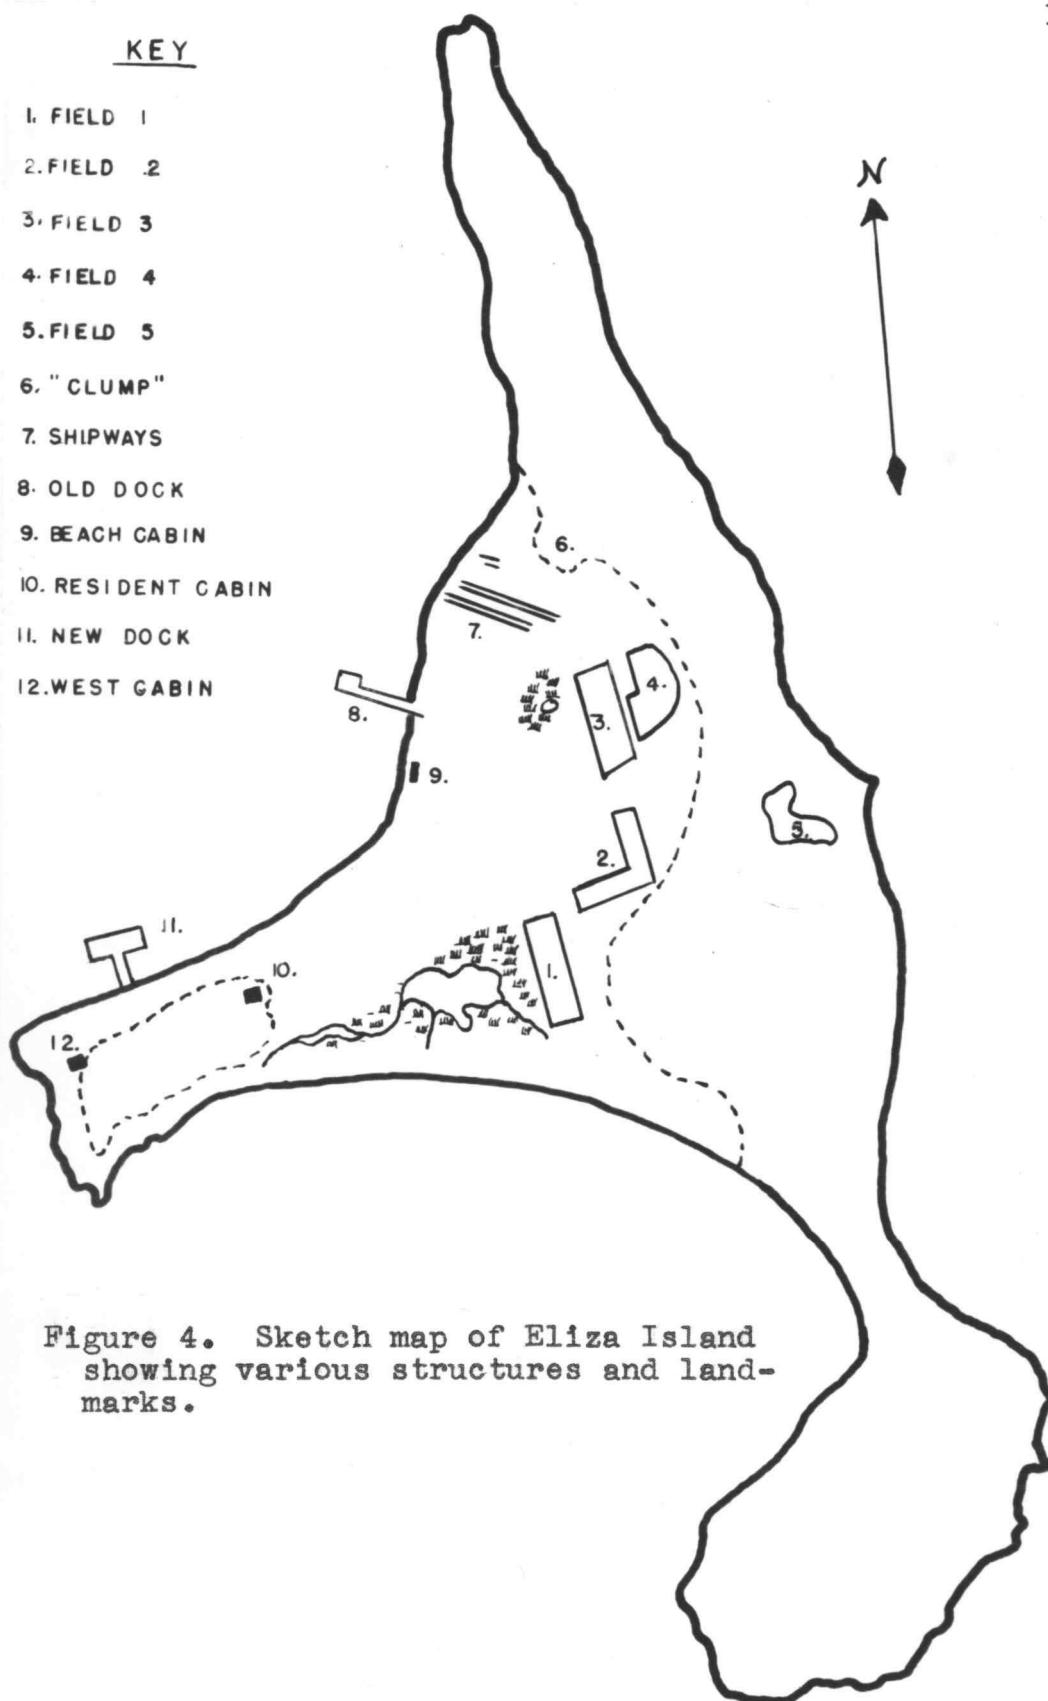 KEY
1. FIELD 1
2. FIELD .2
3. FIELD 3
4. FIELD 4
5. FIELD 5
6. "CLUMP"
7. SHIPWAYS
8. OLD DOCK
9. BEACH CABIN
10. RESIDENT CABIN
11. NEW DOCK
12. WEST CABIN
N
6.
7.
4.
8.
3.
9.
5.
2.
11.
10.
1.
12.
Figure 4. Sketch map of Eliza Island
showing various structures and land-
marks.